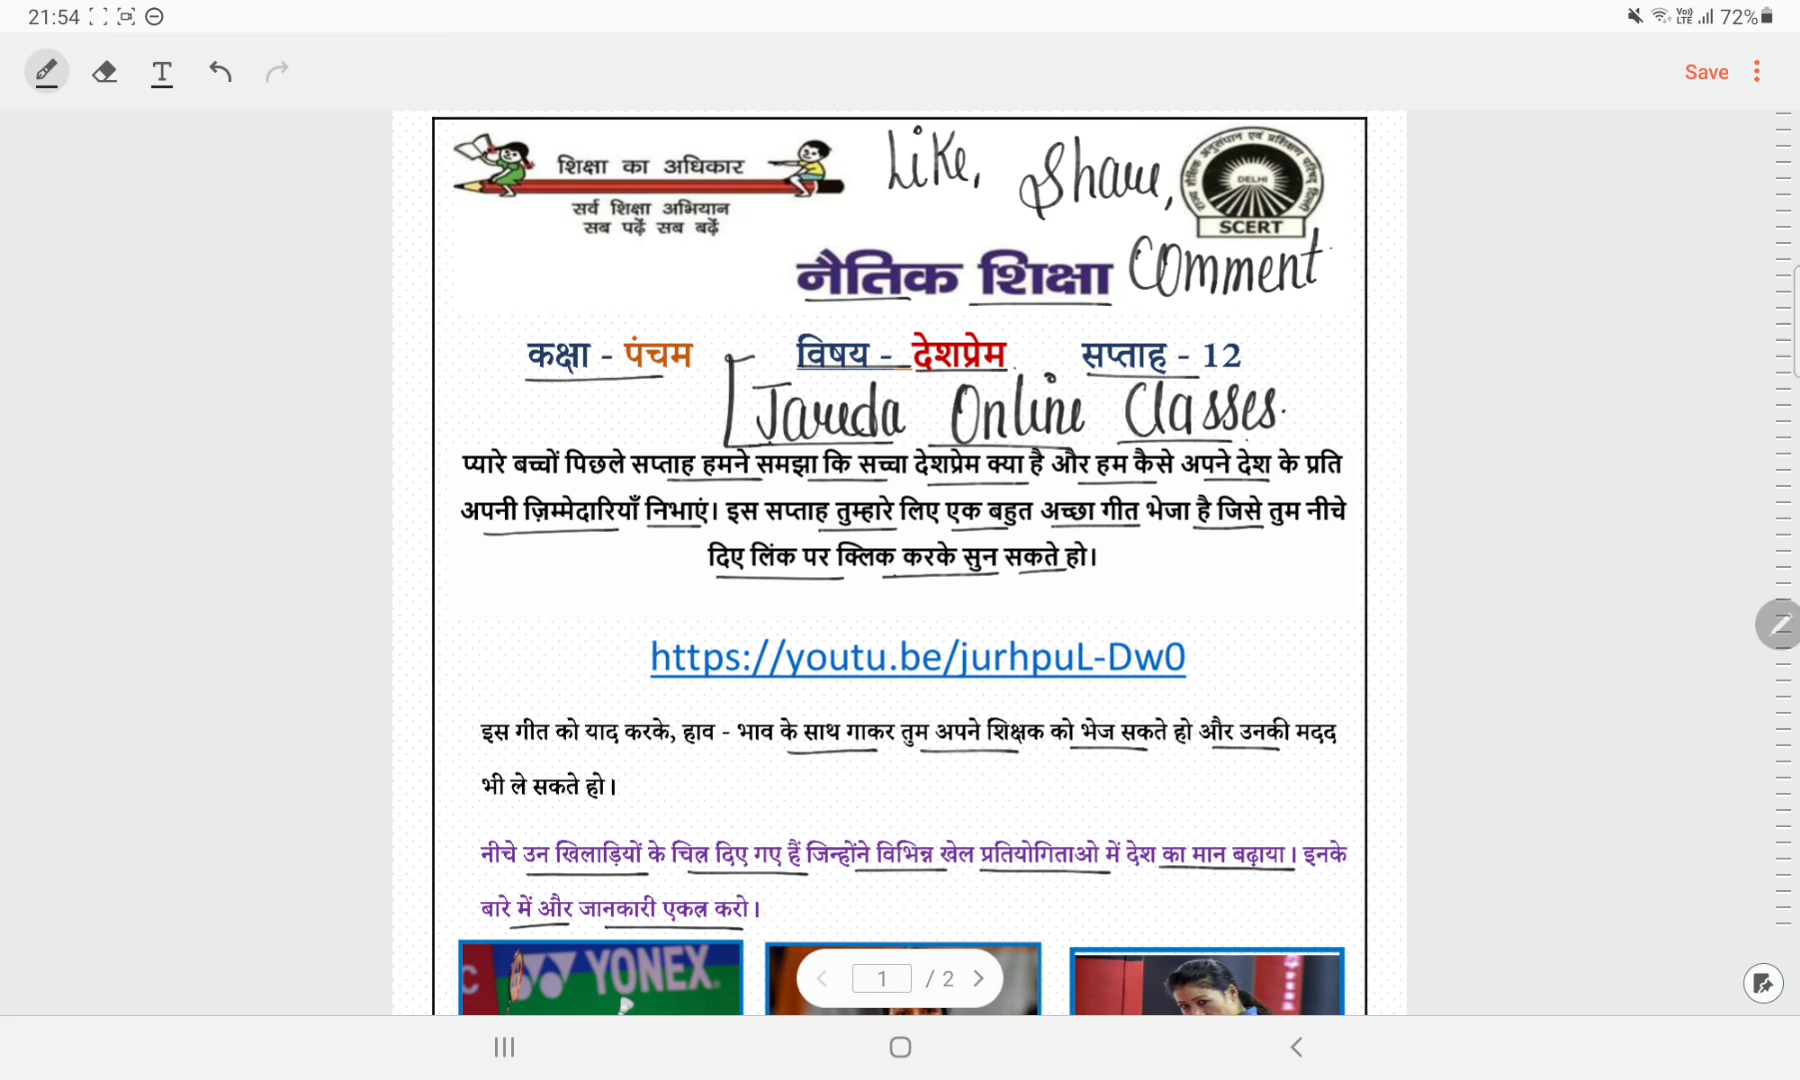 21:54
Vo)) LTE 72%
T
Save
शिक्षा का अधिकार
सर्व शिक्षा अभियान
सब पढ़ें सब बढ़ें
Like, Share,
DELHI
SCERT
नैतिक शिक्षा Comment
कक्षा - पंचम विषय - देशप्रेम सप्ताह - 12
Online Classes.
प्यारे बच्चों पिछले सप्ताह हमने समझा कि सच्चा देशप्रेम क्या है और हम कैसे अपने देश के प्रति
अपनी ज़िम्मेदारियाँ निभाएं। इस सप्ताह तुम्हारे लिए एक बहुत अच्छा गीत भेजा है जिसे तुम नीचे
दिए लिंक पर क्लिक करके सुन सकते हो।
https://youtu.be/jurhpuL-Dw0
इस गीत को याद करके, हाव - भाव के साथ गाकर तुम अपने शिक्षक को भेज सकते हो और उनकी मदद
भी ले सकते हो।
नीचे उन खिलाड़ियों के चित्र दिए गए हैं जिन्होंने विभिन्न खेल प्रतियोगिताओ में देश का मान बढ़ाया। इनके
बारे में और जानकारी एकत्र करो।
YONEX
1 / 2